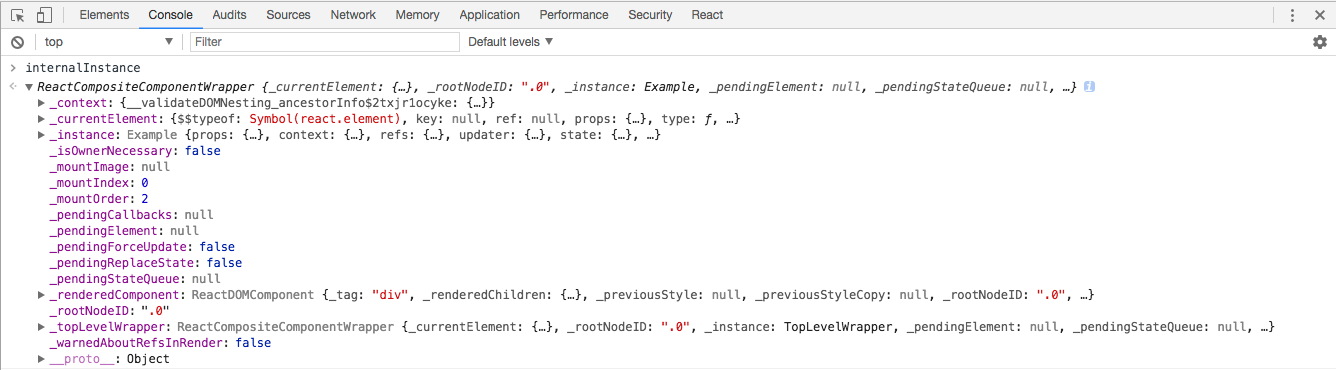 Elements Console Audits Sources Network Memory Application Performance Security React
top Filter Default levels
internalInstance
ReactCompositeComponentWrapper {_currentElement: {…}, _rootNodeID: ".0", _instance: Example, _pendingElement: null, _pendingStateQueue: null, …}
_context: {__validateDOMNesting_ancestorInfo$2txjr1ocyke: {…}}
_currentElement: {$$typeof: Symbol(react.element), key: null, ref: null, props: {…}, type: ƒ, …}
_instance: Example {props: {…}, context: {…}, refs: {…}, updater: {…}, state: {…}, …}
_isOwnerNecessary: false
_mountImage: null
_mountIndex: 0
_mountOrder: 2
_pendingCallbacks: null
_pendingElement: null
_pendingForceUpdate: false
_pendingReplaceState: false
_pendingStateQueue: null
_renderedComponent: ReactDOMComponent {_tag: "div", _renderedChildren: {…}, _previousStyle: null, _previousStyleCopy: null, _rootNodeID: ".0", …}
_rootNodeID: ".0"
_topLevelWrapper: ReactCompositeComponentWrapper {_currentElement: {…}, _rootNodeID: ".0", _instance: TopLevelWrapper, _pendingElement: null, _pendingStateQueue: null, …}
_warnedAboutRefsInRender: false
__proto__: Object